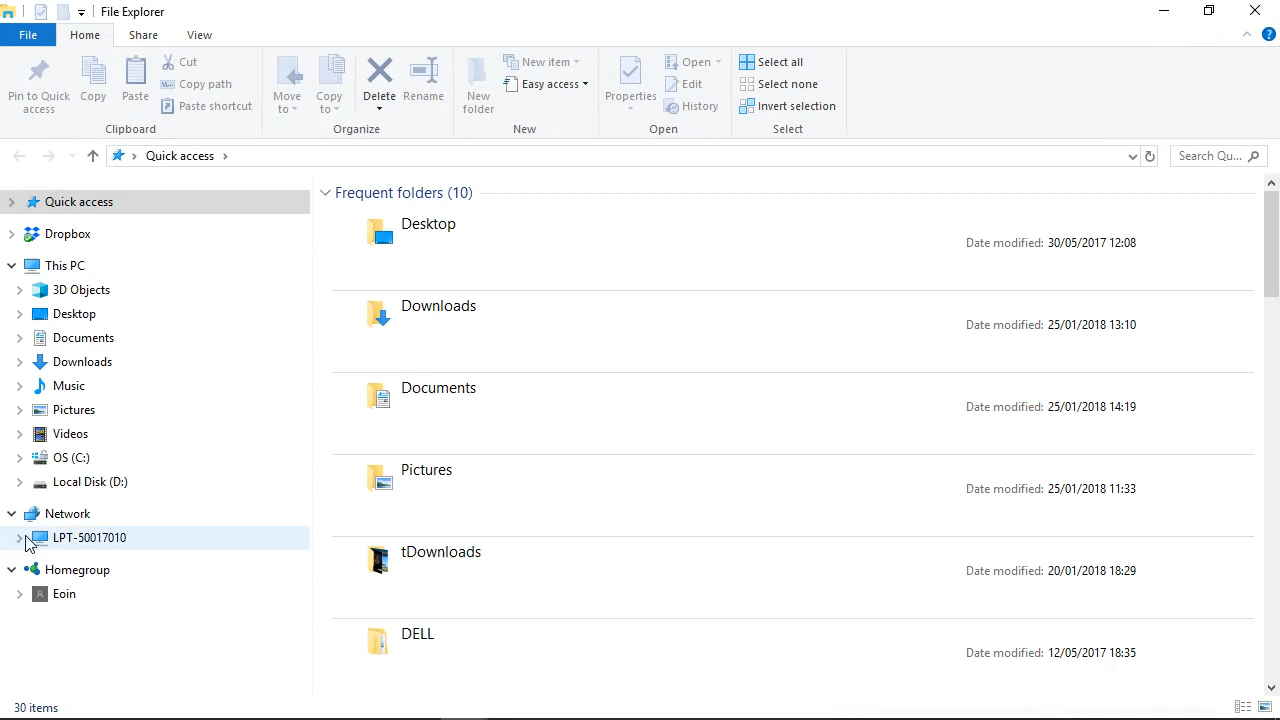 File Explorer
File Home Share View
Pin to Quick access
Copy
Paste
Cut
Copy path
Paste shortcut
Clipboard
Move to
Copy to
Delete
Rename
Organize
New folder
New item
Easy access
New
Properties
Open
Edit
History
Open
Select all
Select none
Invert selection
Select
Quick access
Search Qu...
Quick access
Dropbox
This PC
3D Objects
Desktop
Documents
Downloads
Music
Pictures
Videos
OS (C:)
Local Disk (D:)
Network
LPT-50017010
Homegroup
Eoin
Frequent folders (10)
Desktop
Date modified: 30/05/2017 12:08
Downloads
Date modified: 25/01/2018 13:10
Documents
Date modified: 25/01/2018 14:19
Pictures
Date modified: 25/01/2018 11:33
tDownloads
Date modified: 20/01/2018 18:29
DELL
Date modified: 12/05/2017 18:35
30 items